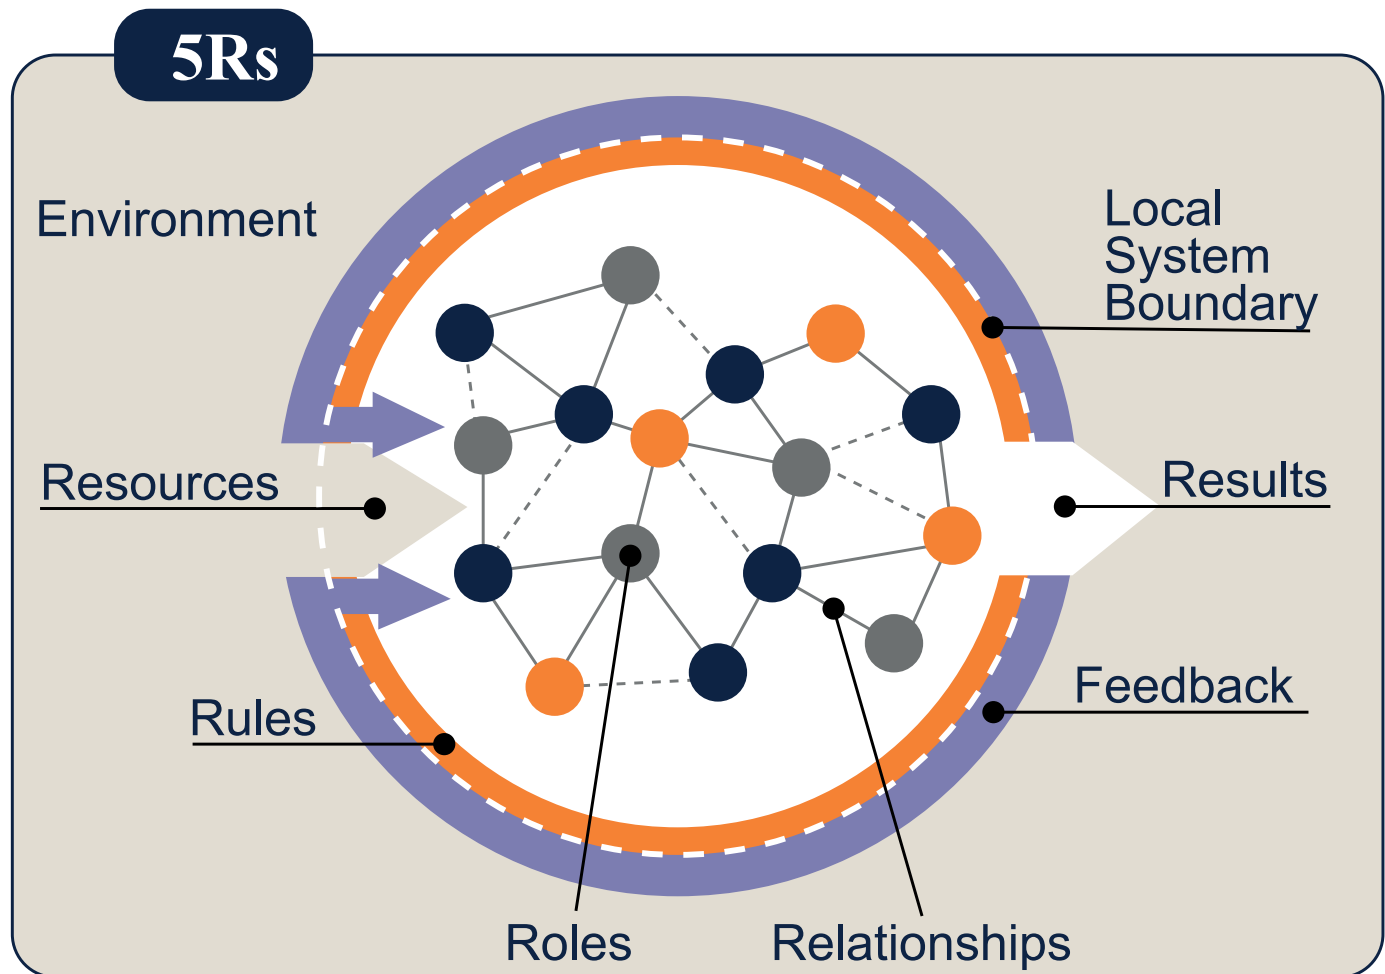 5Rs
Environment
Local
System
Boundary
Resources
Results
Rules
Feedback
Roles
Relationships